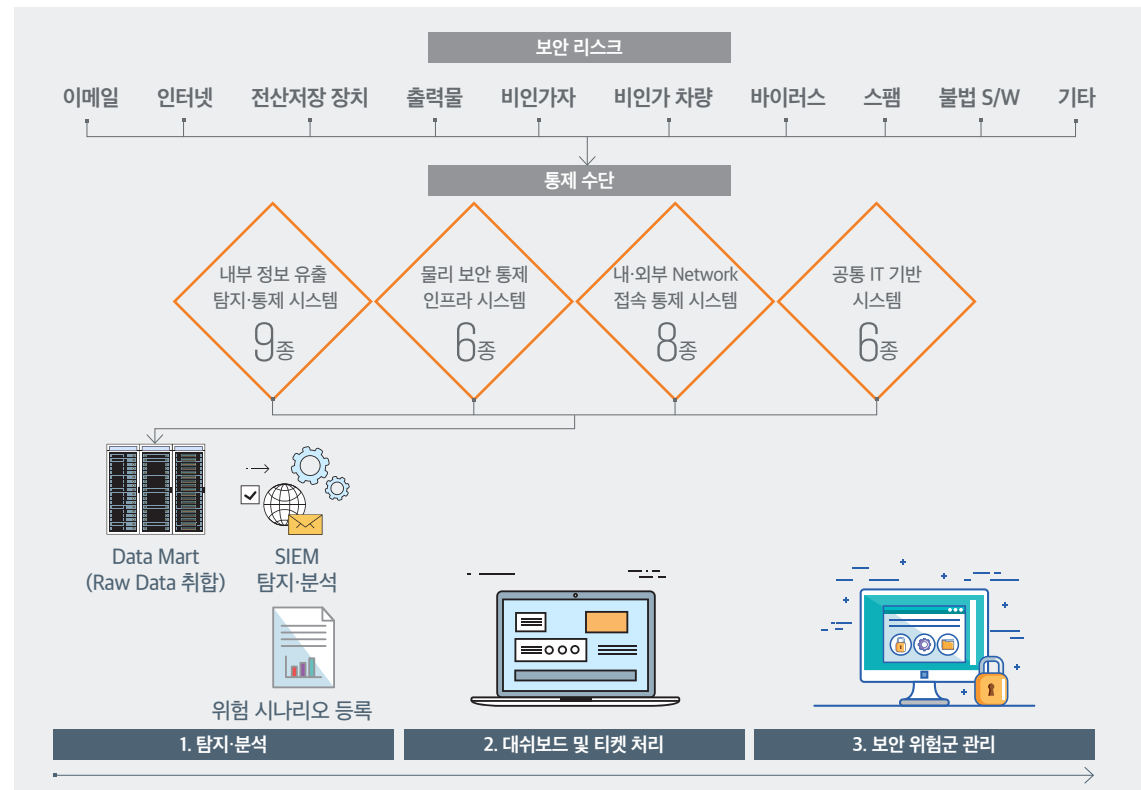 보안 리스크
이메일 인터넷 전산저장 장치 출력물 비인가자 비인가 차량 바이러스 스팸 불법 S/W 기타
통제 수단
내부 정보 유출
탐지·통제 시스템
9종
물리 보안 통제
인프라 시스템
6종
내·외부 Network
접속 통제 시스템
8종
공통 IT 기반
시스템
6종
Data Mart
(Raw Data 취합)
SIEM
탐지·분석
위험 시나리오 등록
1. 탐지·분석
2. 대쉬보드 및 티켓 처리
3. 보안 위험군 관리